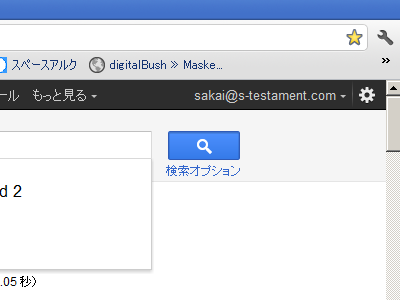 スペースアルク digitalBush » Maske...
»
ール もっと見る sakai@s-testament.com
検索オプション
d 2
.05 秒)